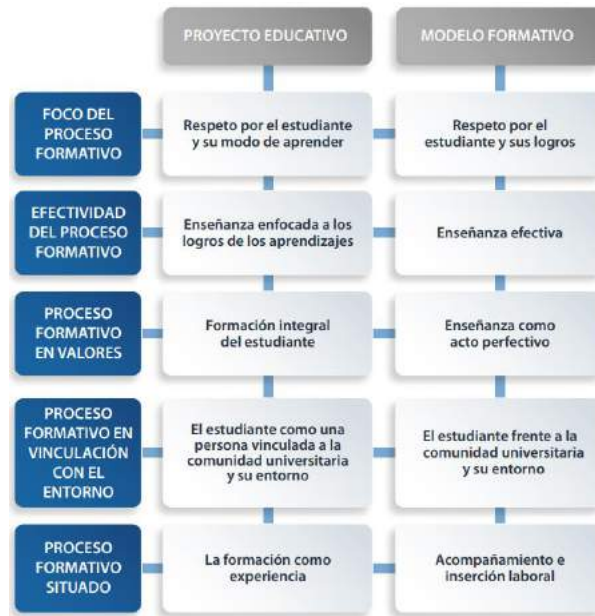 PROYECTO EDUCATIVO
MODELO FORMATIVO
FOCO DEL
PROCESO
FORMATIVO
Respeto por el estudiante
y su modo de aprender
Respeto por el
estudiante y sus logros
EFECTIVIDAD
DEL PROCESO
FORMATIVO
Enseñanza enfocada a los
logros de los aprendizajes
Enseñanza efectiva
PROCESO
FORMATIVO
EN VALORES
Formación integral
del estudiante
Enseñanza como
acto perfectivo
PROCESO
FORMATIVO EN
VINCULACIÓN
CON EL
ENTORNO
El estudiante como una
persona vinculada a la
comunidad universitaria
y su entorno
El estudiante frente a la
comunidad universitaria
y su entorno
PROCESO
FORMATIVO
SITUADO
La formación como
experiencia
Acompañamiento e
inserción laboral